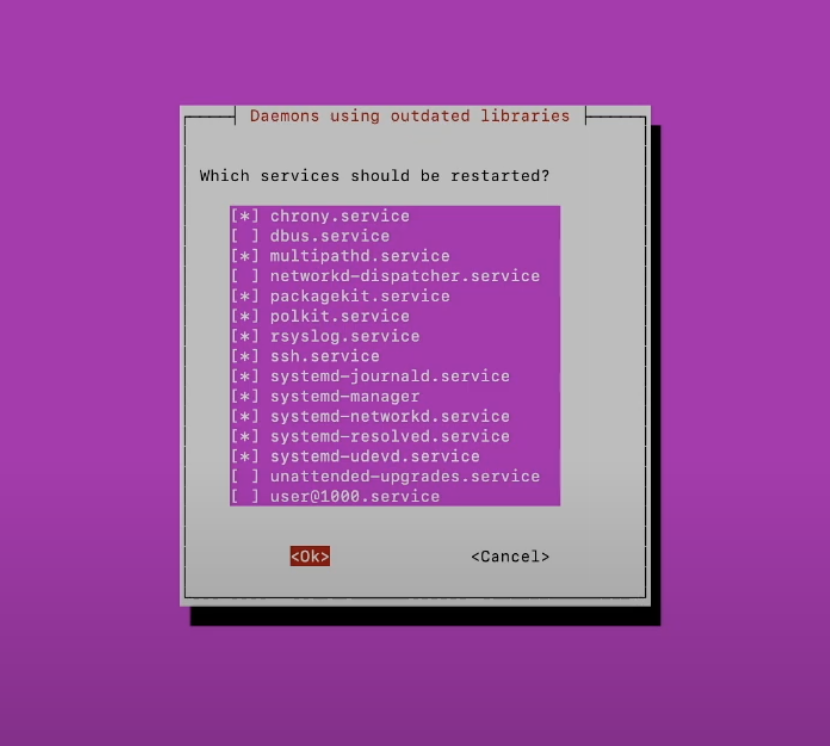 Daemons using outdated libraries
Which services should be restarted?
[*] chrony.service
[ ] dbus.service
[*] multipathd.service
[ ] networkd-dispatcher.service
[*] packagekit.service
[*] polkit.service
[*] rsyslog.service
[*] ssh.service
[*] systemd-journald.service
[*] systemd-manager
[*] systemd-networkd.service
[*] systemd-resolved.service
[*] systemd-udevd.service
[ ] unattended-upgrades.service
[ ] user@1000.service
<Ok> <Cancel>